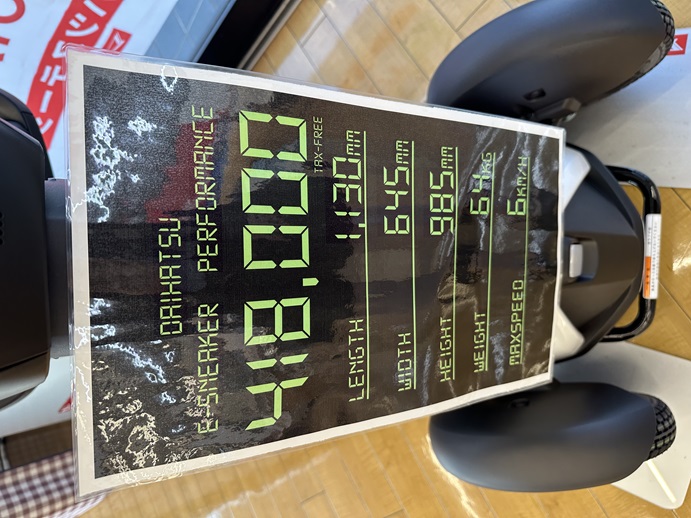 DAIHATSU
E-SNEAKER PERFORMANCE
418,000
TAX-FREE
LENGTH 1,130mm
WIDTH 645mm
HEIGHT 985mm
WEIGHT 64KG
MAXSPEED 6KM/H